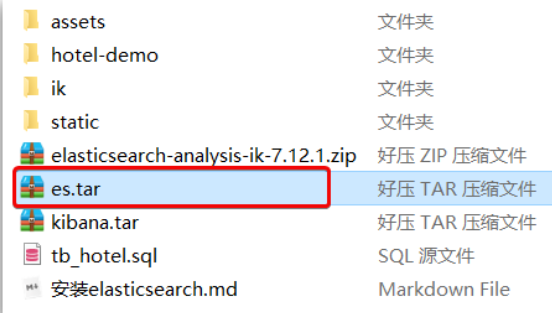 assets 文件夹
hotel-demo 文件夹
ik 文件夹
static 文件夹
elasticsearch-analysis-ik-7.12.1.zip 好压 ZIP 压缩文件
es.tar 好压 TAR 压缩文件
kibana.tar 好压 TAR 压缩文件
tb_hotel.sql SQL 源文件
安装elasticsearch.md Markdown File